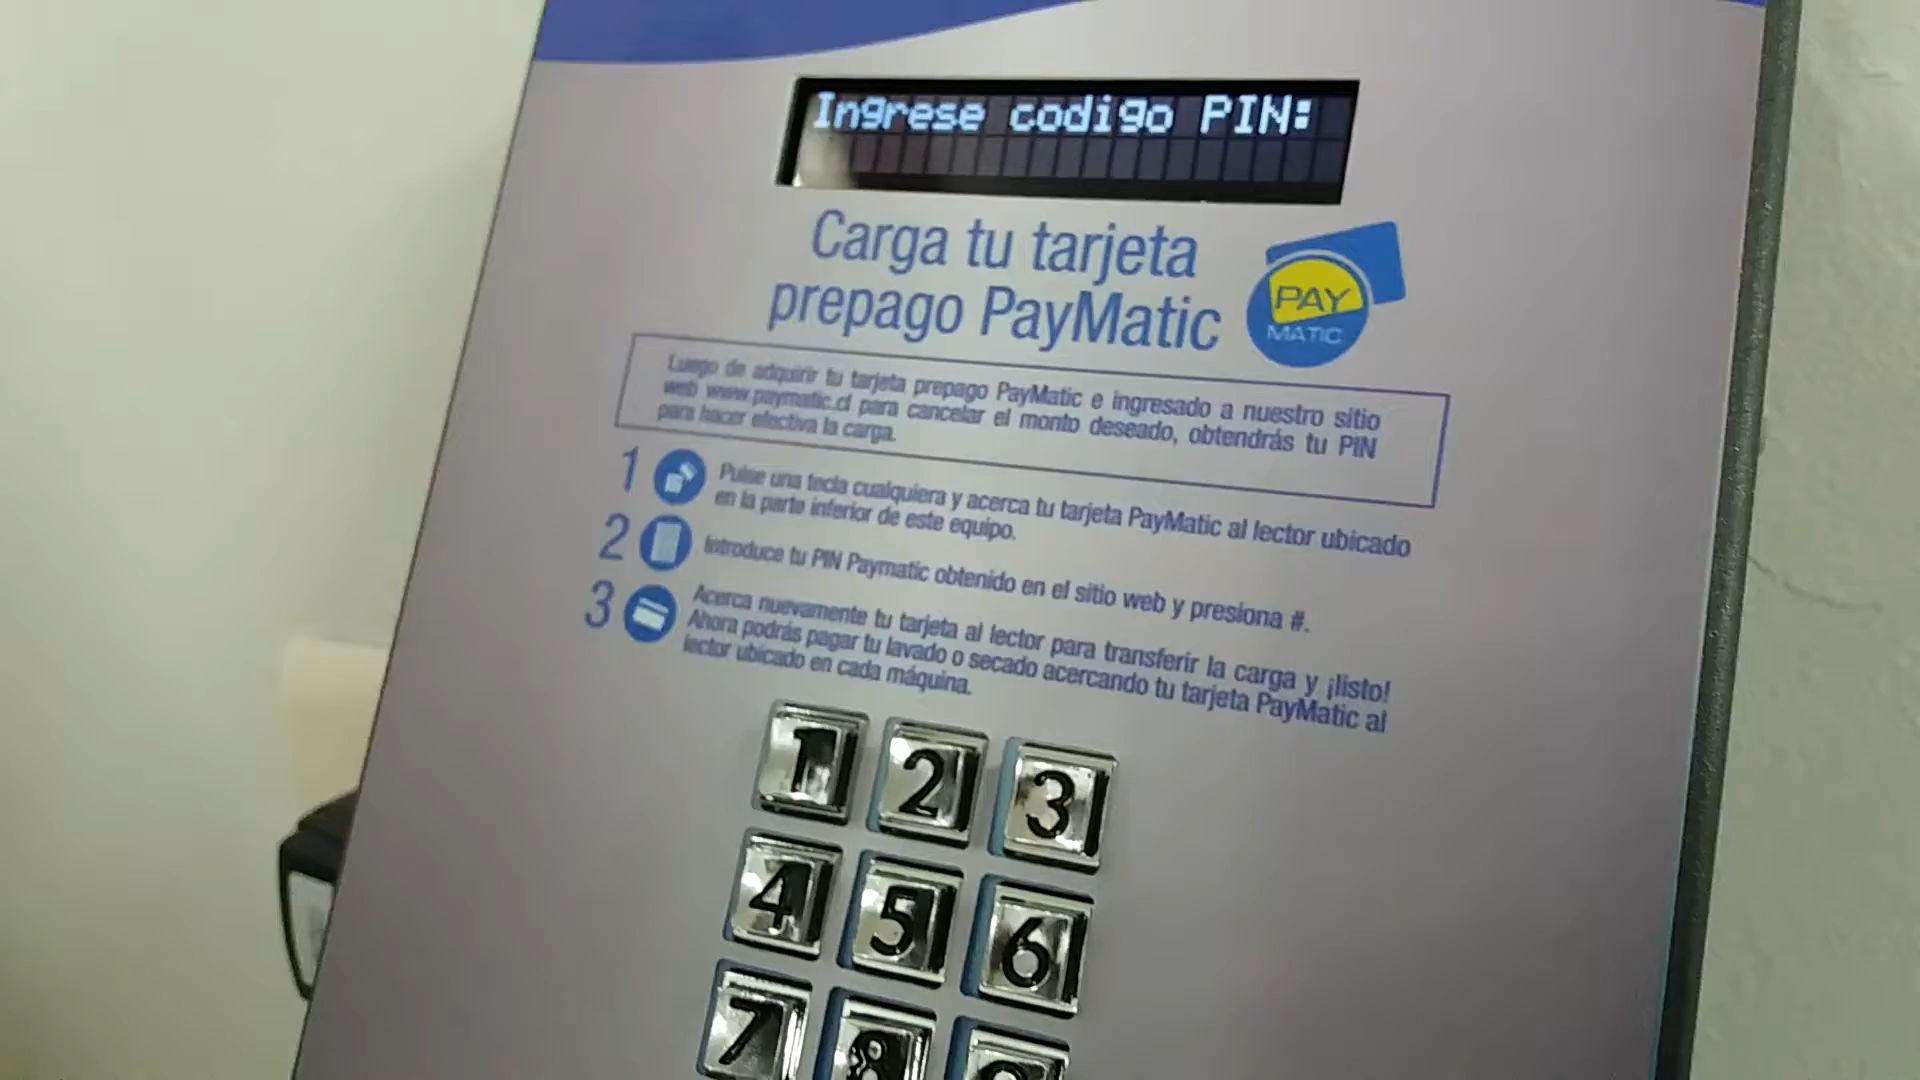 Ingrese codigo PIN:
Carga tu tarjeta
prepago PayMatic
PAY
MATIC
Luego de adquirir tu tarjeta prepago PayMatic e ingresado a nuestro sitio
web www.paymatic.cl para cancelar el monto deseado, obtendrás tu PIN
para hacer efectiva la carga.
1 Pulse una tecla cualquiera y acerca tu tarjeta PayMatic al lector ubicado
en la parte inferior de este equipo.
2 Introduce tu PIN Paymatic obtenido en el sitio web y presiona #.
3 Acerca nuevamente tu tarjeta al lector para transferir la carga y ¡listo!
Ahora podrás pagar tu lavado o secado acercando tu tarjeta PayMatic al
lector ubicado en cada máquina.
1 2 3
4 5 6
7 8 9